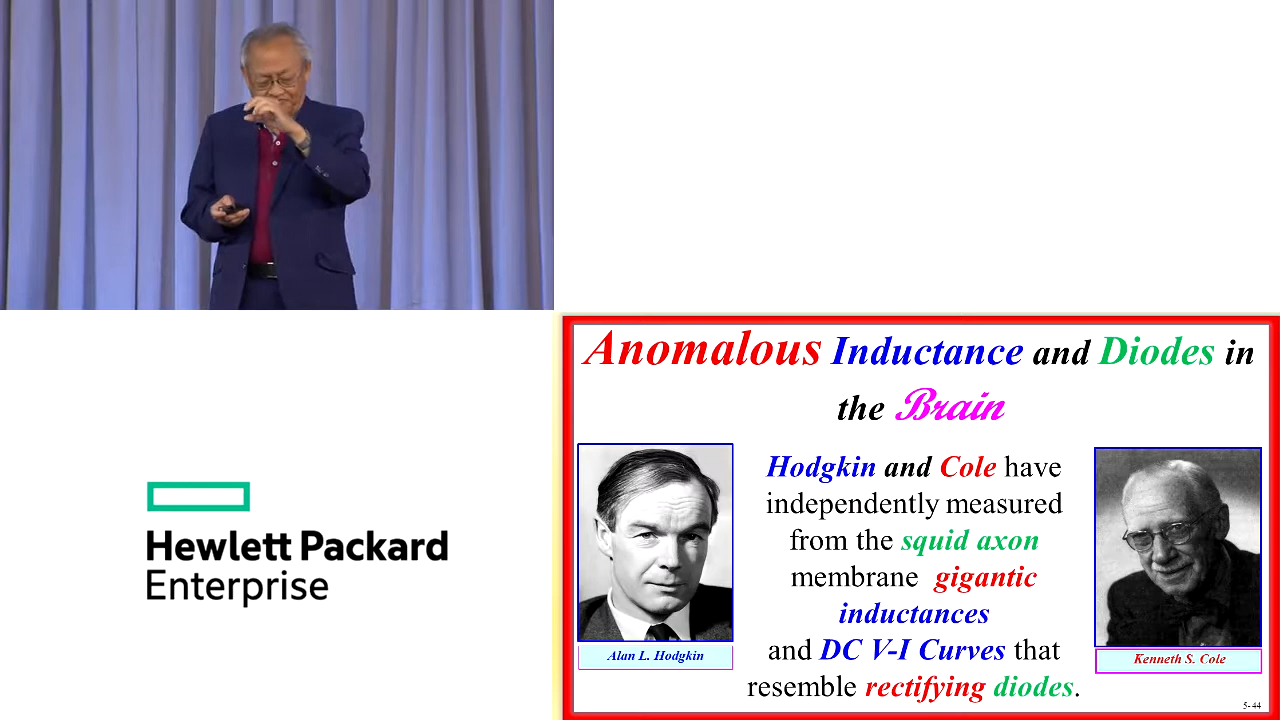 Anomalous Inductance and Diodes in
the Brain
Hodgkin and Cole have
independently measured
from the squid axon
membrane gigantic
inductances
and DC V-I Curves that
resemble rectifying diodes.
Alan L. Hodgkin
Kenneth S. Cole
5-44
Hewlett Packard
Enterprise